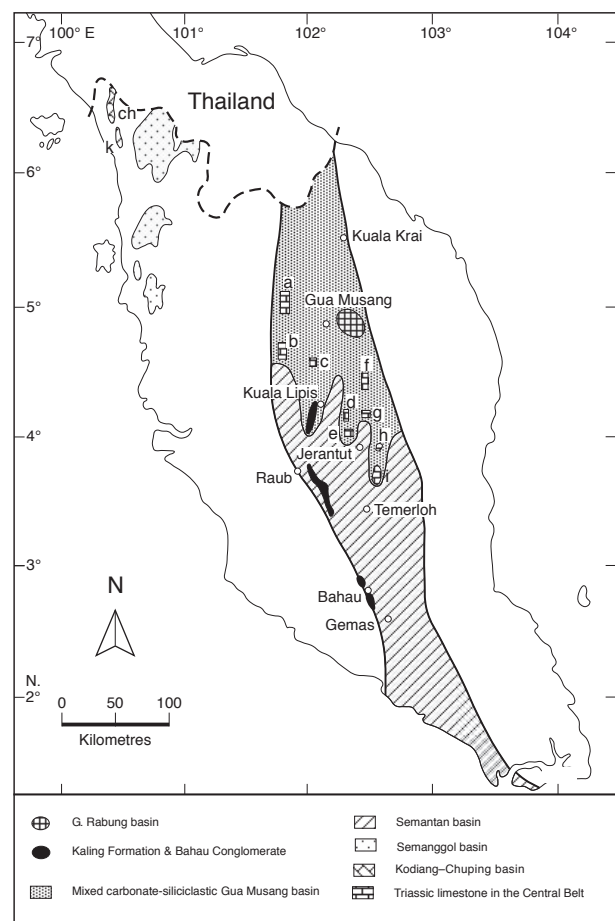 100° E
101°
102°
103°
104°
7°
Thailand
ch
k
6°
Kuala Krai
a
Gua Musang
5°
b
c
f
Kuala Lipis
d
g
4°
e
h
Jerantut
i
Raub
Temerloh
3°
N
Bahau
Gemas
N.
2°
0 50 100
Kilometres
G. Rabung basin
Kaling Formation & Bahau Conglomerate
Mixed carbonate-siliciclastic Gua Musang basin
Semantan basin
Semanggol basin
Kodiang–Chuping basin
Triassic limestone in the Central Belt